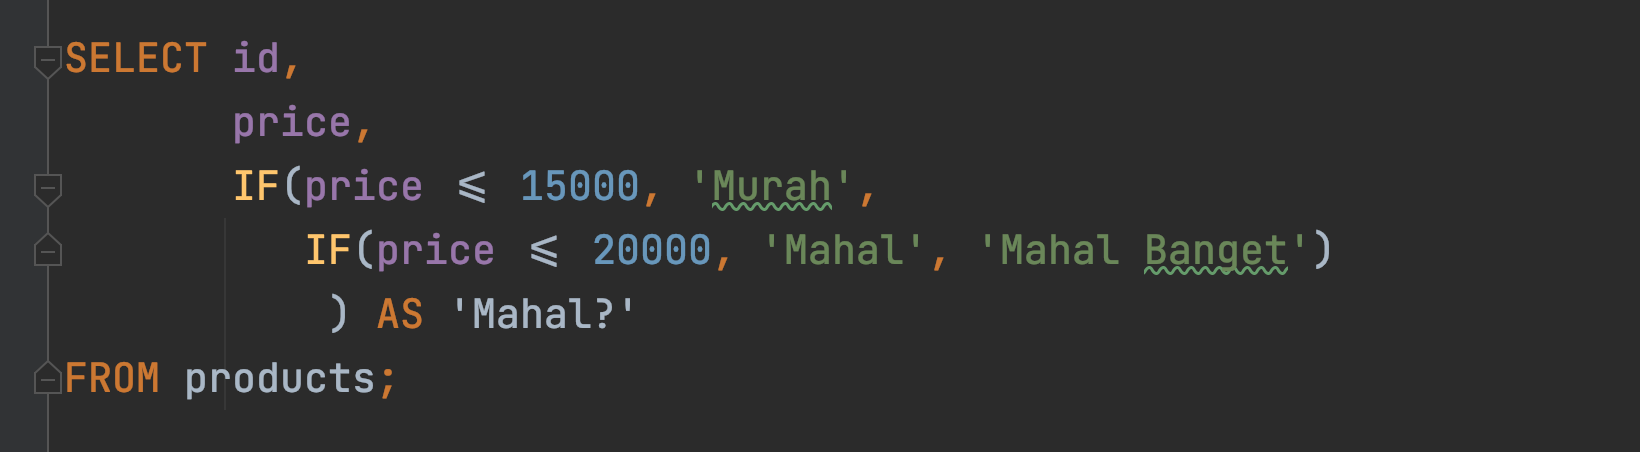 SELECT id,
price,
IF(price <= 15000, 'Murah',
IF(price <= 20000, 'Mahal', 'Mahal Banget')
) AS 'Mahal?'
FROM products;